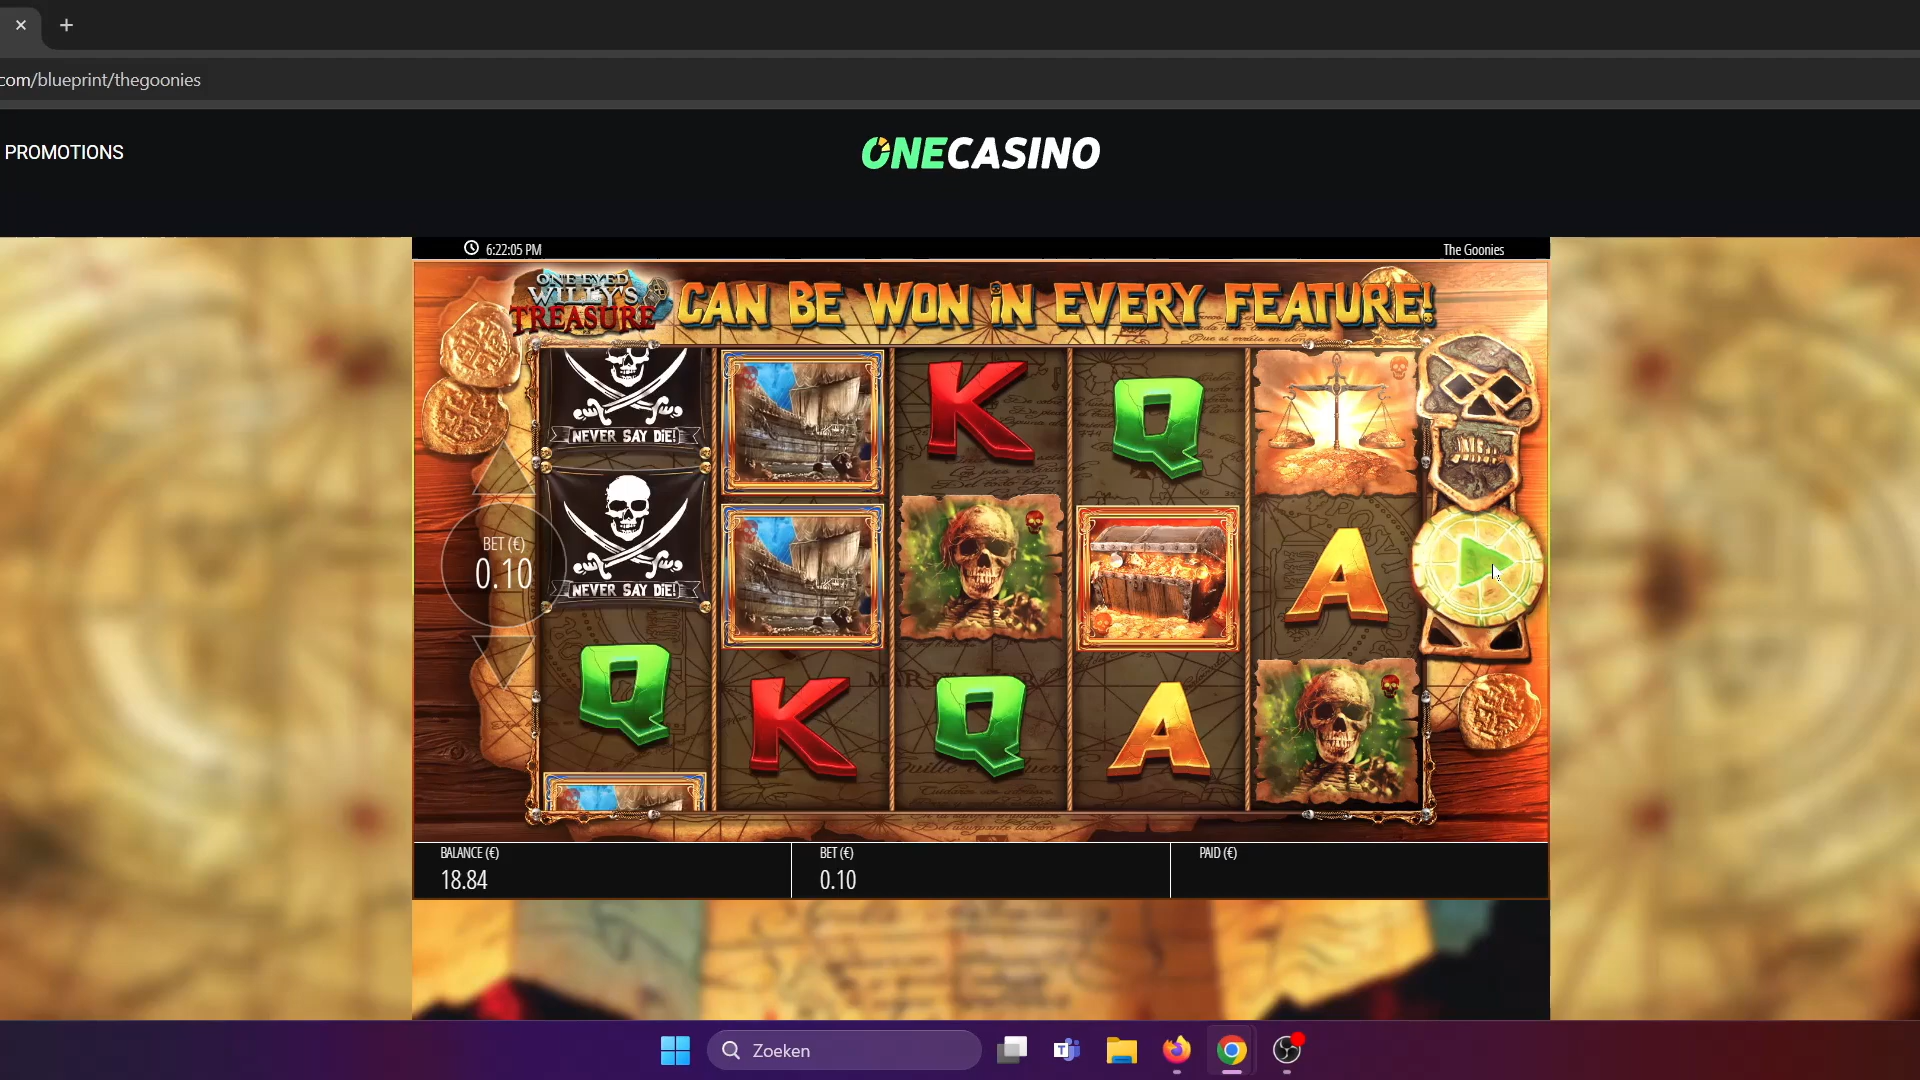 com/blueprint/thegoonies
PROMOTIONS
ONECASINO
6:22:05 PM
The Goonies
ONE-EYED
WILLY'S
TREASURE
CAN BE WON IN EVERY FEATURE!
NEVER SAY DIE!
K
Q
BET (€)
0.10
NEVER SAY DIE!
A
Q
K
Q
A
BALANCE (€)
18.84
BET (€)
0.10
PAID (€)
Zoeken